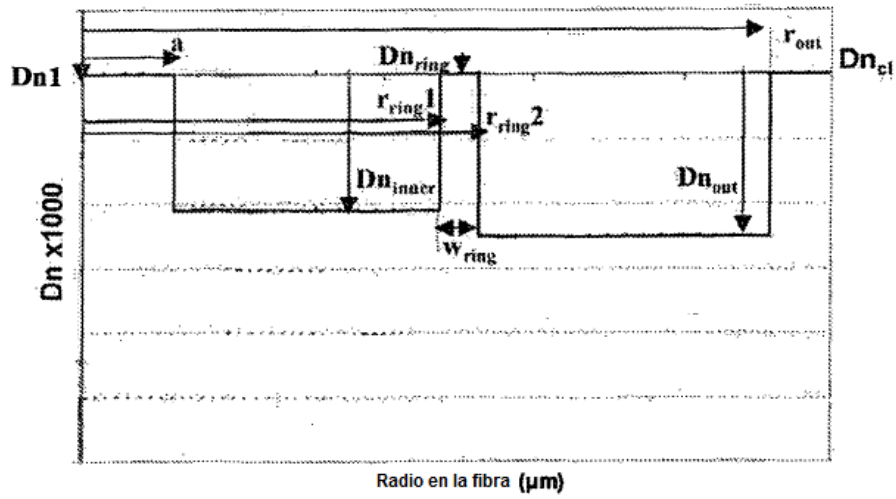 a
r_out
Dn_ring
Dn1
Dn_cl
r_ring1
r_ring2
Dn_inner
Dn_out
w_ring
Dn x1000
Radio en la fibra (µm)